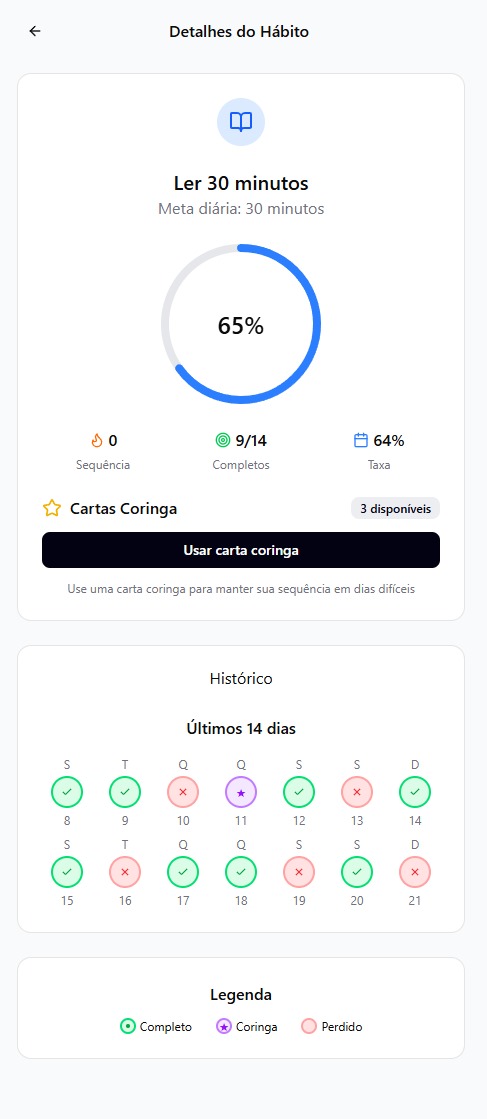 Detalhes do Hábito
Ler 30 minutos
Meta diária: 30 minutos
65%
0 9/14 64%
Sequência Completos Taxa
Cartas Coringa 3 disponíveis
Usar carta coringa
Use uma carta coringa para manter sua sequência em dias difíceis
Histórico
Últimos 14 dias
S T Q Q S S D
8 9 10 11 12 13 14
S T Q Q S S D
15 16 17 18 19 20 21
Legenda
Completo Coringa Perdido